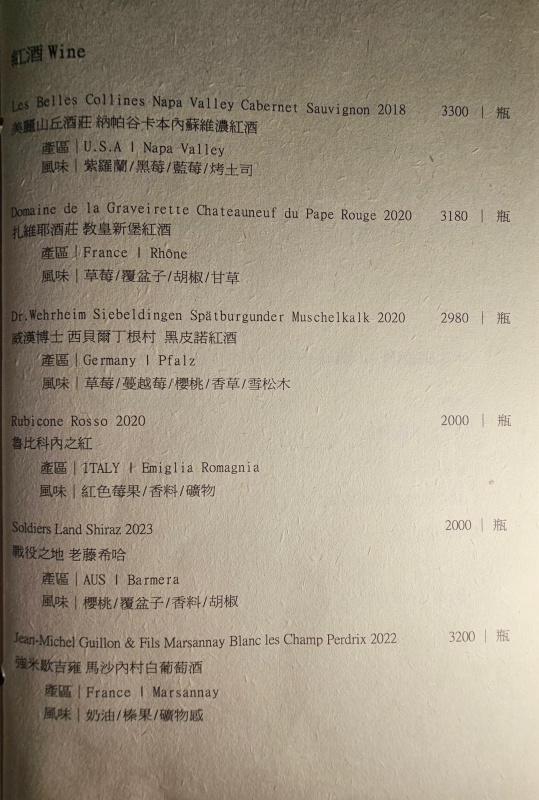 紅酒 Wine
Les Belles Collines Napa Valley Cabernet Sauvignon 2018 3300 | 瓶
美麗山丘酒莊 納帕谷卡本內蘇維濃紅酒
產區 | U.S.A | Napa Valley
風味 | 紫羅蘭/黑莓/藍莓/烤土司
Domaine de la Graveirette Chateauneuf du Pape Rouge 2020 3180 | 瓶
扎維耶酒莊 教皇新堡紅酒
產區 | France | Rhône
風味 | 草莓/覆盆子/胡椒/甘草
Dr.Wehrheim Siebeldingen Spätburgunder Muschelkalk 2020 2980 | 瓶
威漢博士 西貝爾丁根村 黑皮諾紅酒
產區 | Germany | Pfalz
風味 | 草莓/蔓越莓/櫻桃/香草/雪松木
Rubicone Rosso 2020 2000 | 瓶
魯比科內之紅
產區 | ITALY | Emiglia Romagnia
風味 | 紅色莓果/香料/礦物
Soldiers Land Shiraz 2023 2000 | 瓶
戰役之地 老藤希哈
產區 | AUS | Barmera
風味 | 櫻桃/覆盆子/香料/胡椒
Jean-Michel Guillon & Fils Marsannay Blanc les Champ Perdrix 2022 3200 | 瓶
強米歇吉雍 馬沙內村白葡萄酒
產區 | France | Marsannay
風味 | 奶油/榛果/礦物感